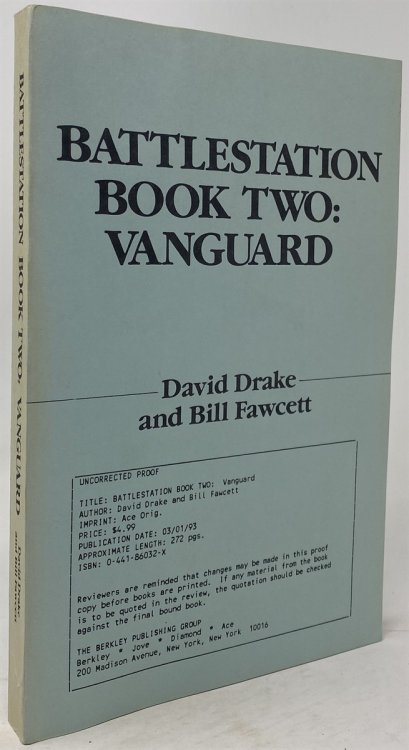 BATTLESTATION
BOOK TWO:
VANGUARD
David Drake
and Bill Fawcett
UNCORRECTED PROOF
TITLE: BATTLESTATION BOOK TWO: Vanguard
AUTHOR: David Drake and Bill Fawcett
IMPRINT: Ace Orig.
PRICE: $4.99
PUBLICATION DATE: 03/01/93
APPROXIMATE LENGTH: 272 pgs.
ISBN: 0-441-86032-X
Reviewers are reminded that changes may be made in this proof
copy before books are printed. If any material from the book
is to be quoted in the review, the quotation should be checked
against the final bound book.
THE BERKLEY PUBLISHING GROUP
Berkley * Jove * Diamond * Ace
200 Madison Avenue, New York, New York 10016
BATTLESTATION BOOK TWO: VANGUARD
David Drake
and Bill Fawcett